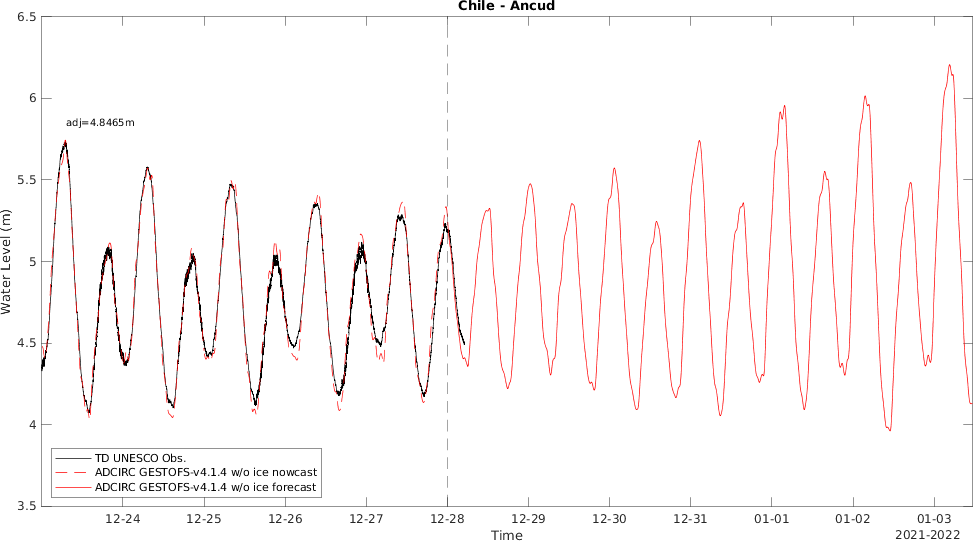 Chile - Ancud
6.5
6
5.5
5
4.5
4
3.5
Water Level (m)
adj=4.8465m
TD UNESCO Obs.
ADCIRC GESTOFS-v4.1.4 w/o ice nowcast
ADCIRC GESTOFS-v4.1.4 w/o ice forecast
12-24 12-25 12-26 12-27 12-28 12-29 12-30 12-31 01-01 01-02 01-03
Time
2021-2022